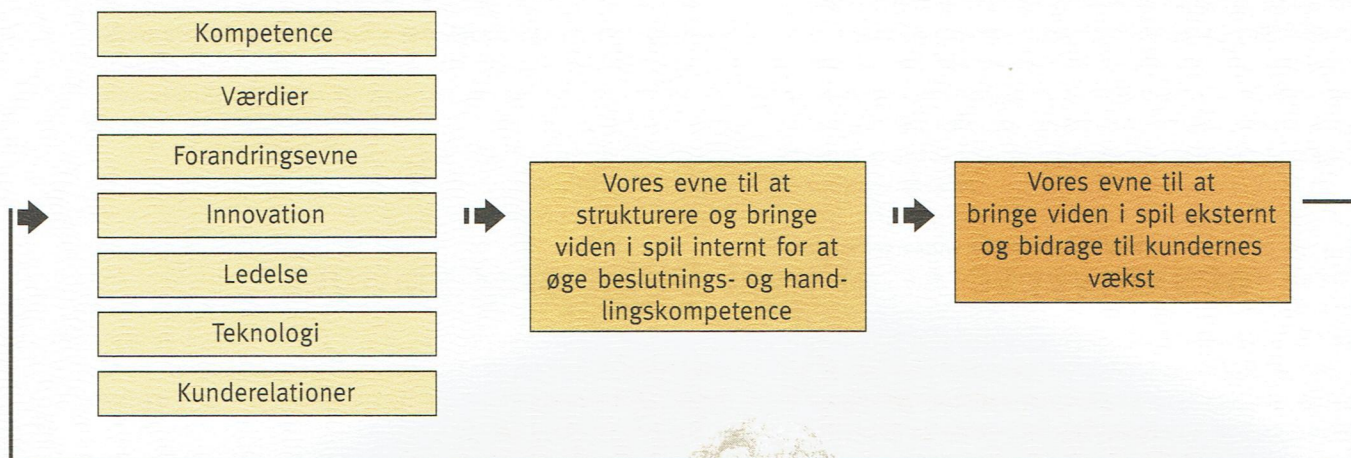 Kompetence
Værdier
Forandringsevne
Innovation
Ledelse
Teknologi
Kunderelationer
Vores evne til at
strukturere og bringe
viden i spil internt for at
øge beslutnings- og hand-
lingskompetence
Vores evne til at
bringe viden i spil eksternt
og bidrage til kundernes
vækst